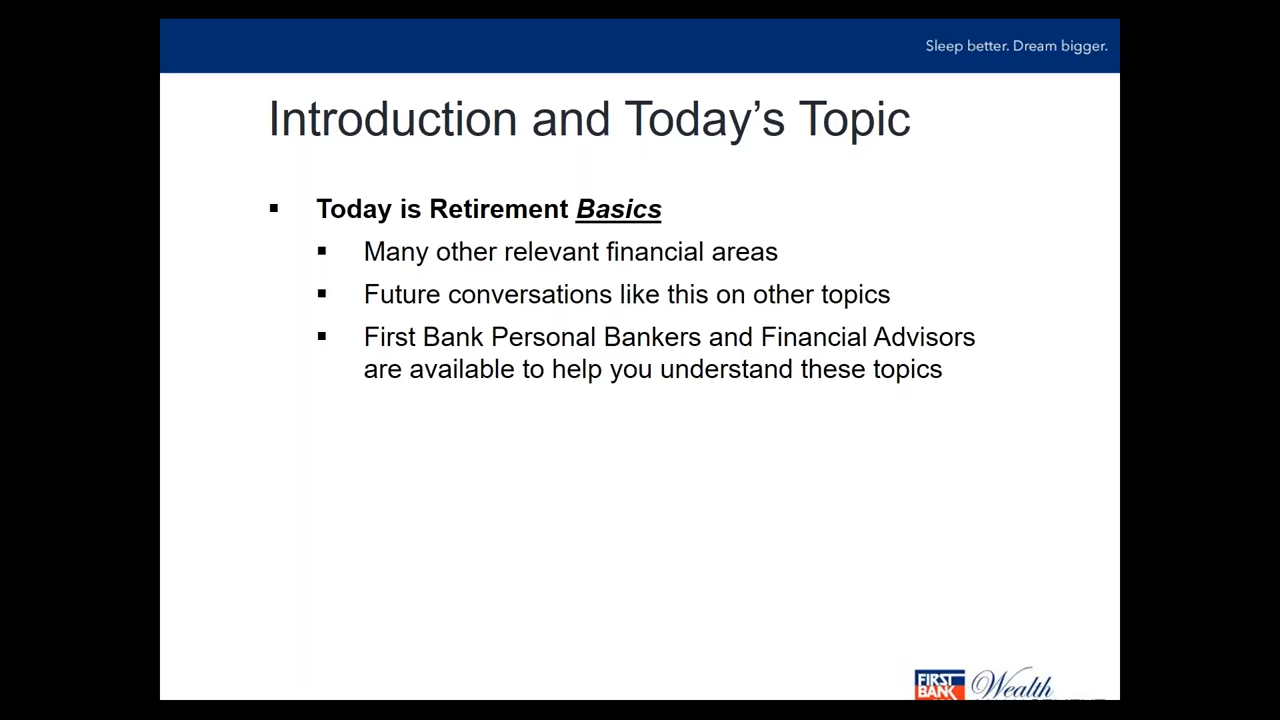 Sleep better. Dream bigger.
Introduction and Today's Topic
▪ Today is Retirement Basics
▪ Many other relevant financial areas
▪ Future conversations like this on other topics
▪ First Bank Personal Bankers and Financial Advisors
are available to help you understand these topics
FIRST
BANK
Wealth